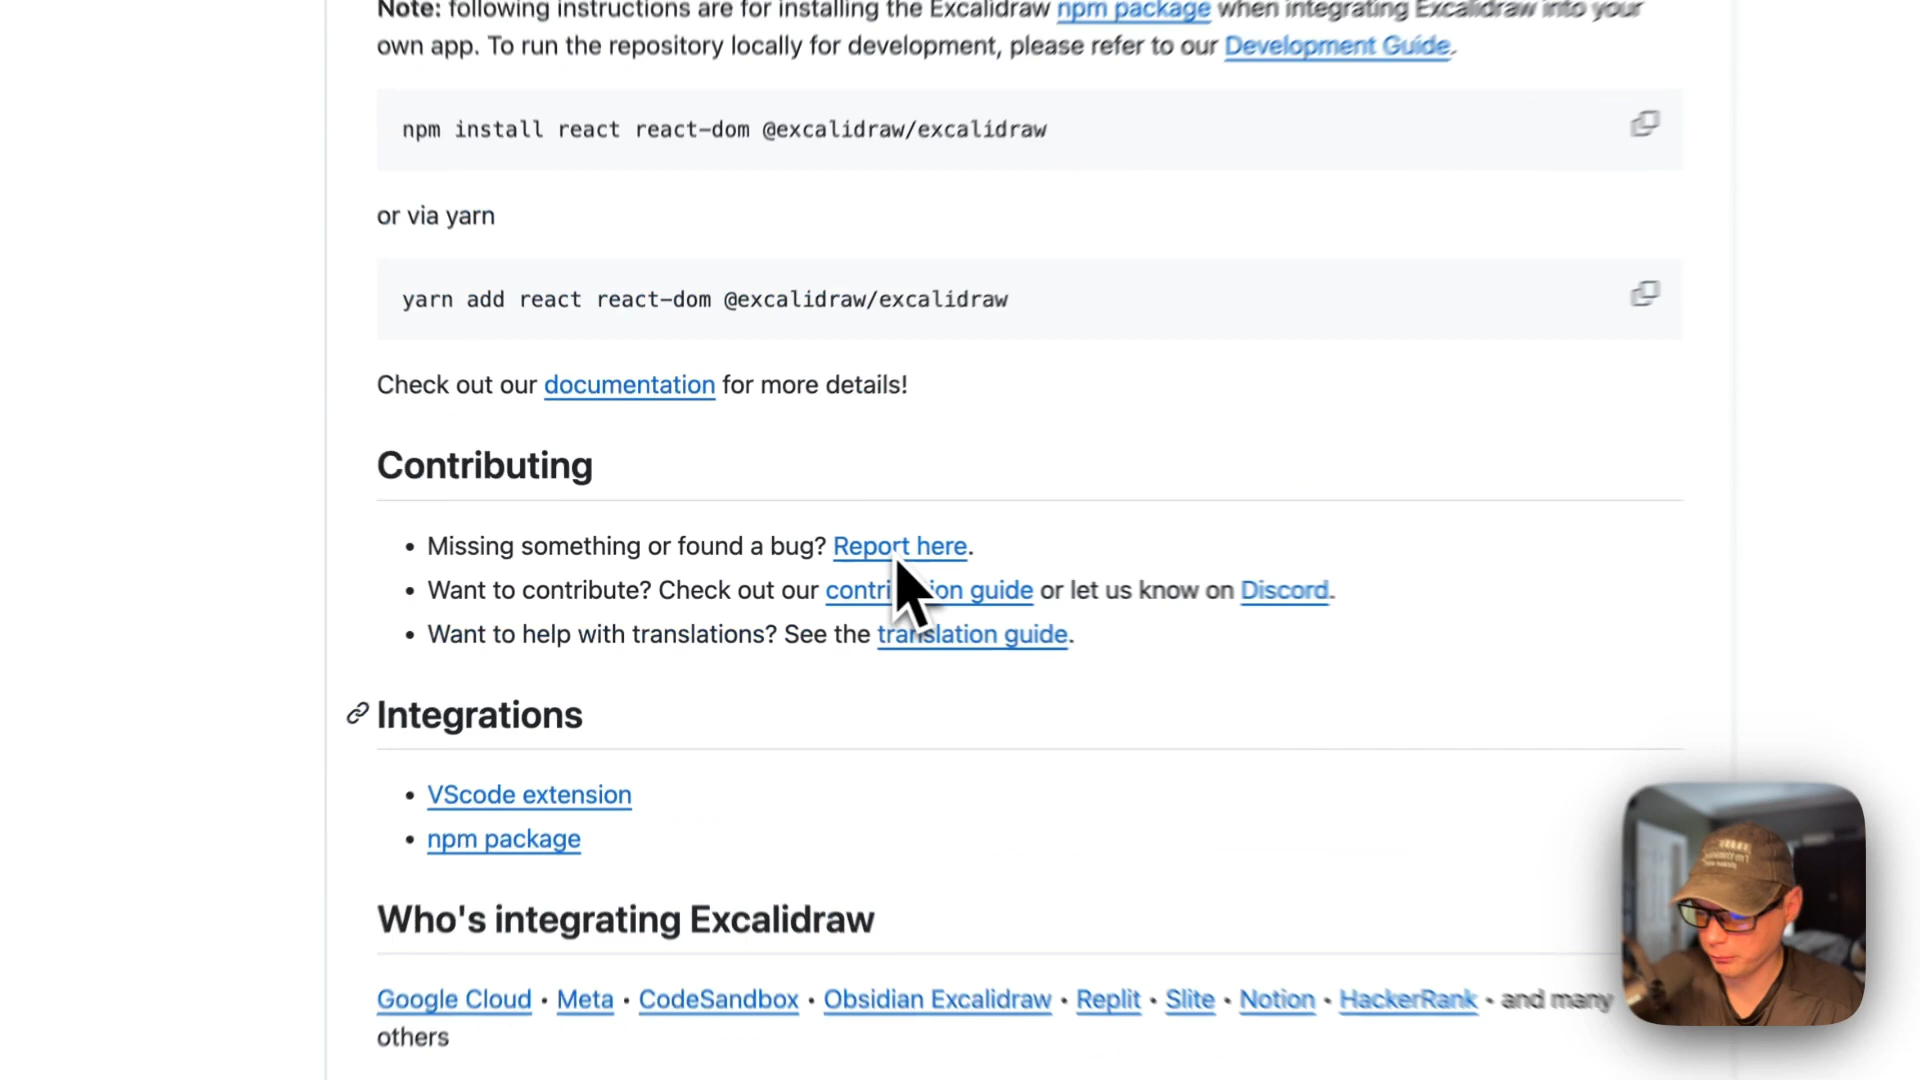 Note: following instructions are for installing the Excalidraw npm package when integrating Excalidraw into your
own app. To run the repository locally for development, please refer to our Development Guide.
npm install react react-dom @excalidraw/excalidraw
or via yarn
yarn add react react-dom @excalidraw/excalidraw
Check out our documentation for more details!
Contributing
• Missing something or found a bug? Report here.
• Want to contribute? Check out our guide or let us know on Discord.
• Want to help with translations? See the translation guide.
Integrations
• VScode extension
• npm package
Who's integrating Excalidraw
Google Cloud • Meta • CodeSandbox • Obsidian Excalidraw • Replit • Slite • Notion • HackerRank • and many
others